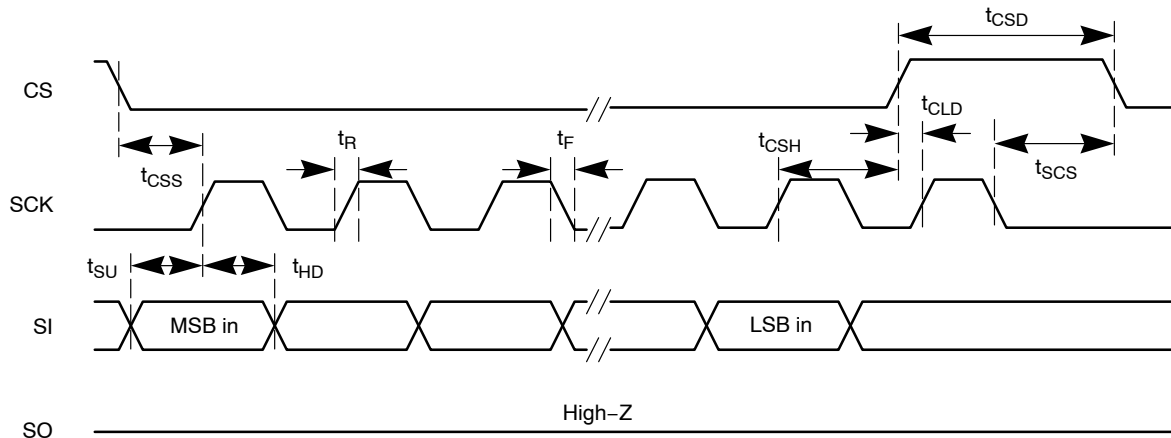 tCSD
CS
tCLD
tR
tF
tCSH
tCSS
tSCS
SCK
tSU
tHD
SI
MSB in
LSB in
High−Z
SO